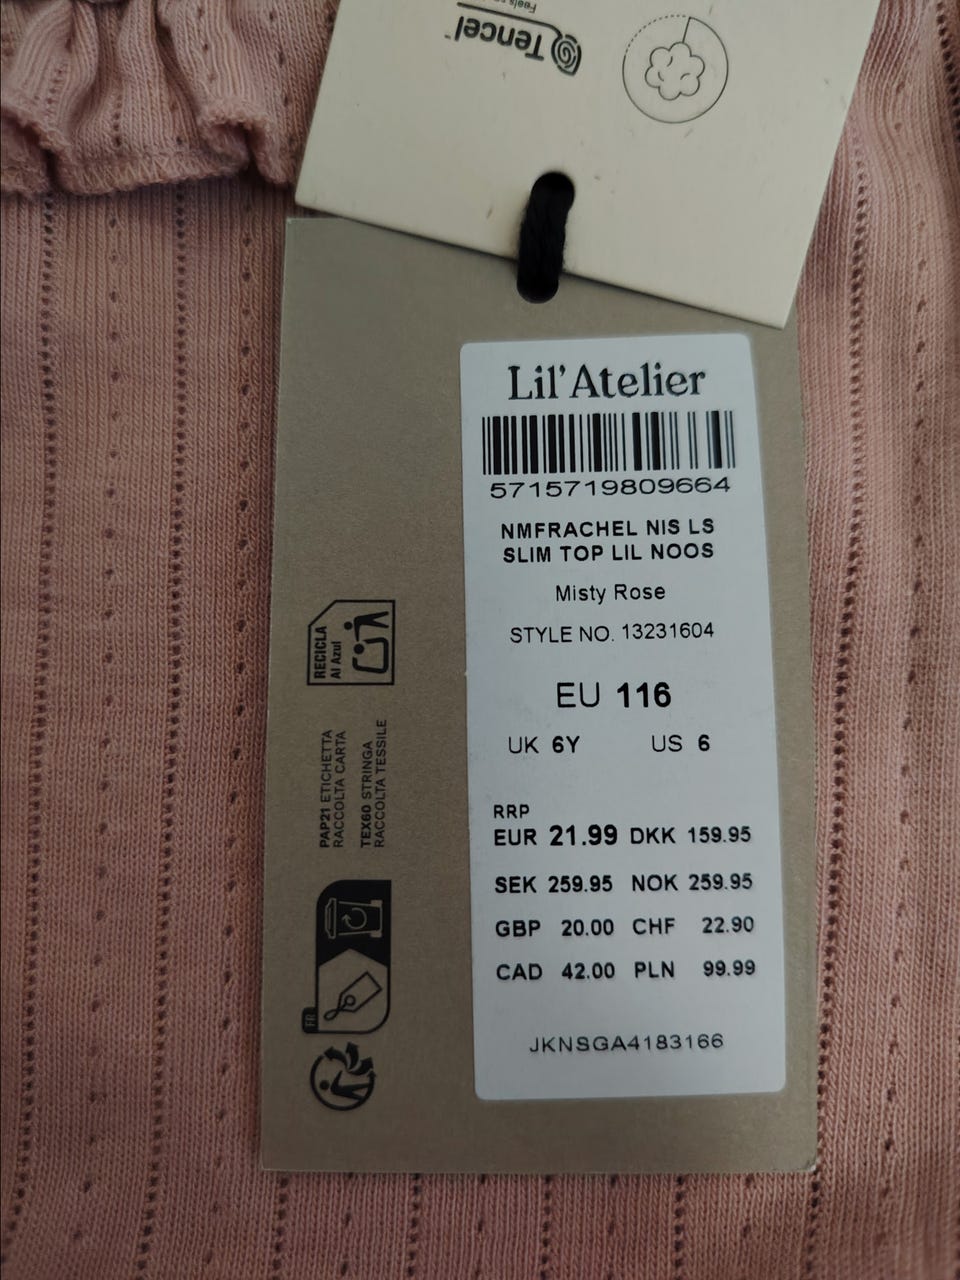 Tencel
Feels
Lil'Atelier
5715719809664
NMFRACHEL NIS LS
SLIM TOP LIL NOOS
Misty Rose
STYLE NO. 13231604
EU 116
UK 6Y US 6
RRP
EUR 21.99 DKK 159.95
SEK 259.95 NOK 259.95
GBP 20.00 CHF 22.90
CAD 42.00 PLN 99.99
JKNSGA4183166
RECICLA
Al Azul
PAP21 ETICHETTA
RACCOLTA CARTA
TEX60 STRINGA
RACCOLTA TESSILE
FR